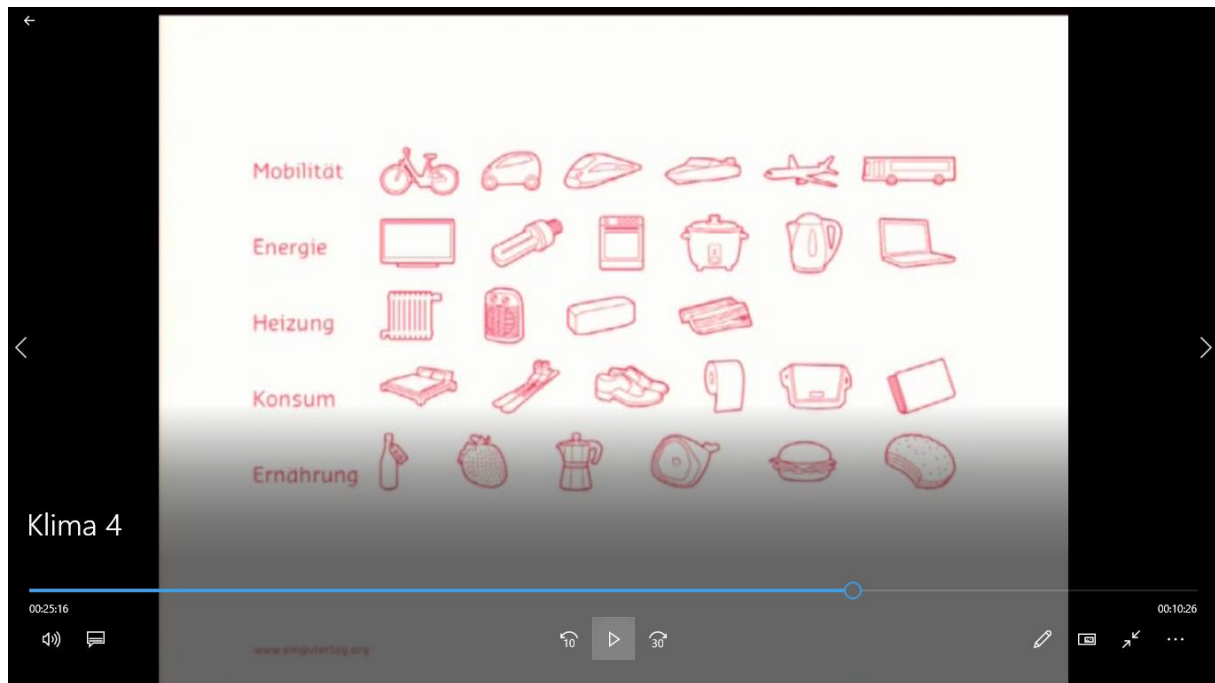 Mobilität
Energie
Heizung
Konsum
Ernährung
Klima 4
00:25:16
00:10:26
10
30
www.eingutertag.org